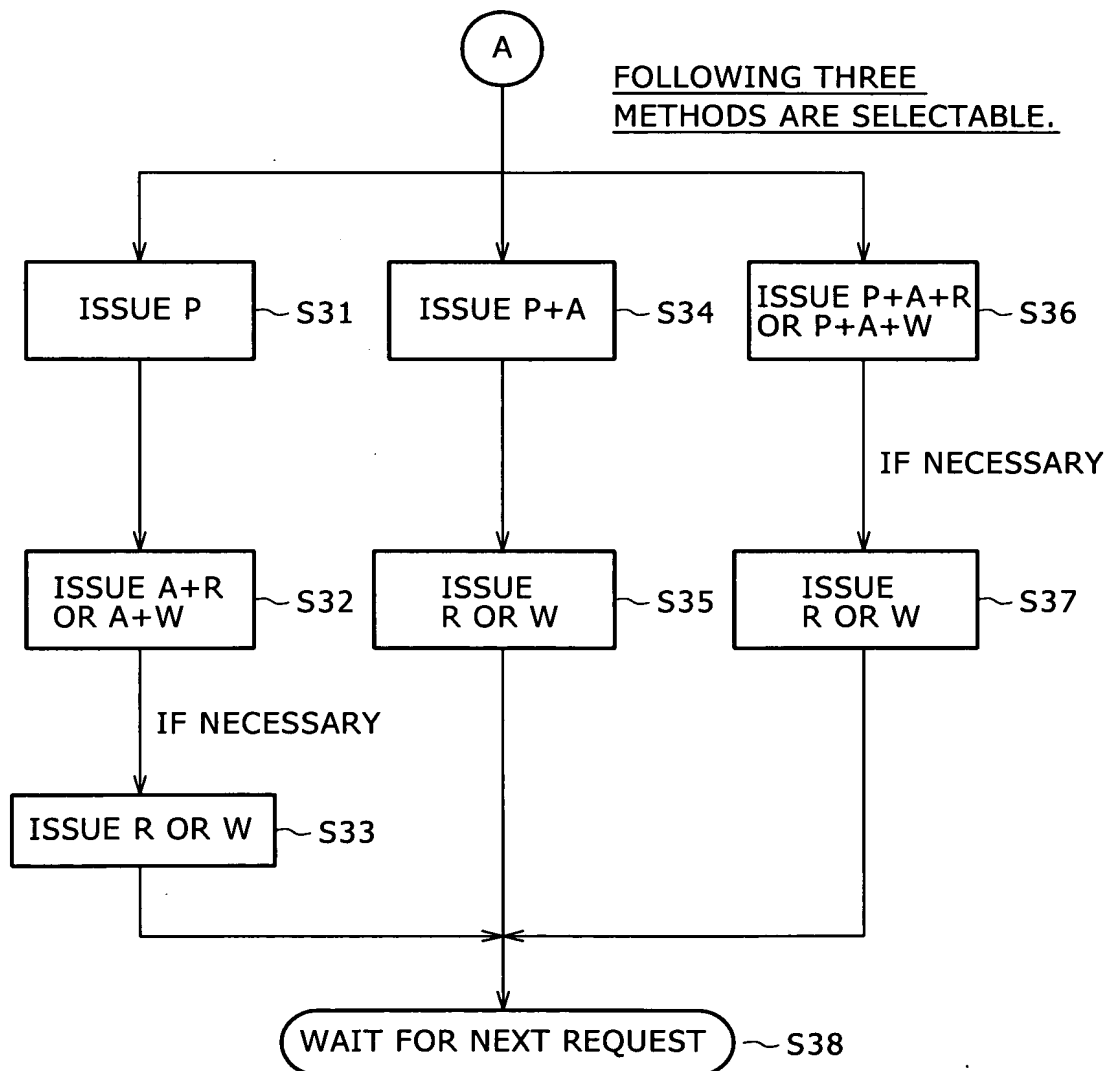 A
FOLLOWING THREE
METHODS ARE SELECTABLE.
ISSUE P
S31
ISSUE P+A
S34
ISSUE P+A+R
OR P+A+W
S36
IF NECESSARY
ISSUE A+R
OR A+W
S32
ISSUE
R OR W
S35
ISSUE
R OR W
S37
IF NECESSARY
ISSUE R OR W
S33
WAIT FOR NEXT REQUEST
S38